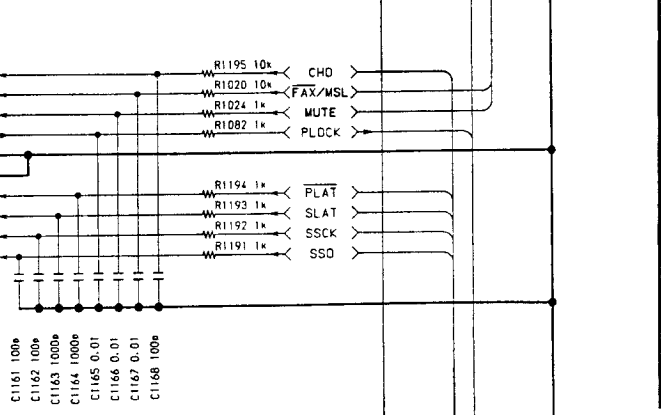 R1195 10k CHO
R1020 10k FAX/MSL
R1024 1k MUTE
R1082 1k PLOCK
R1194 1k PLAT
R1193 1k SLAT
R1192 1k SSCK
R1191 1k SSO
C1161 100P
C1162 100P
C1163 1000P
C1164 1000P
C1165 0.01
C1166 0.01
C1167 0.01
C1168 100P